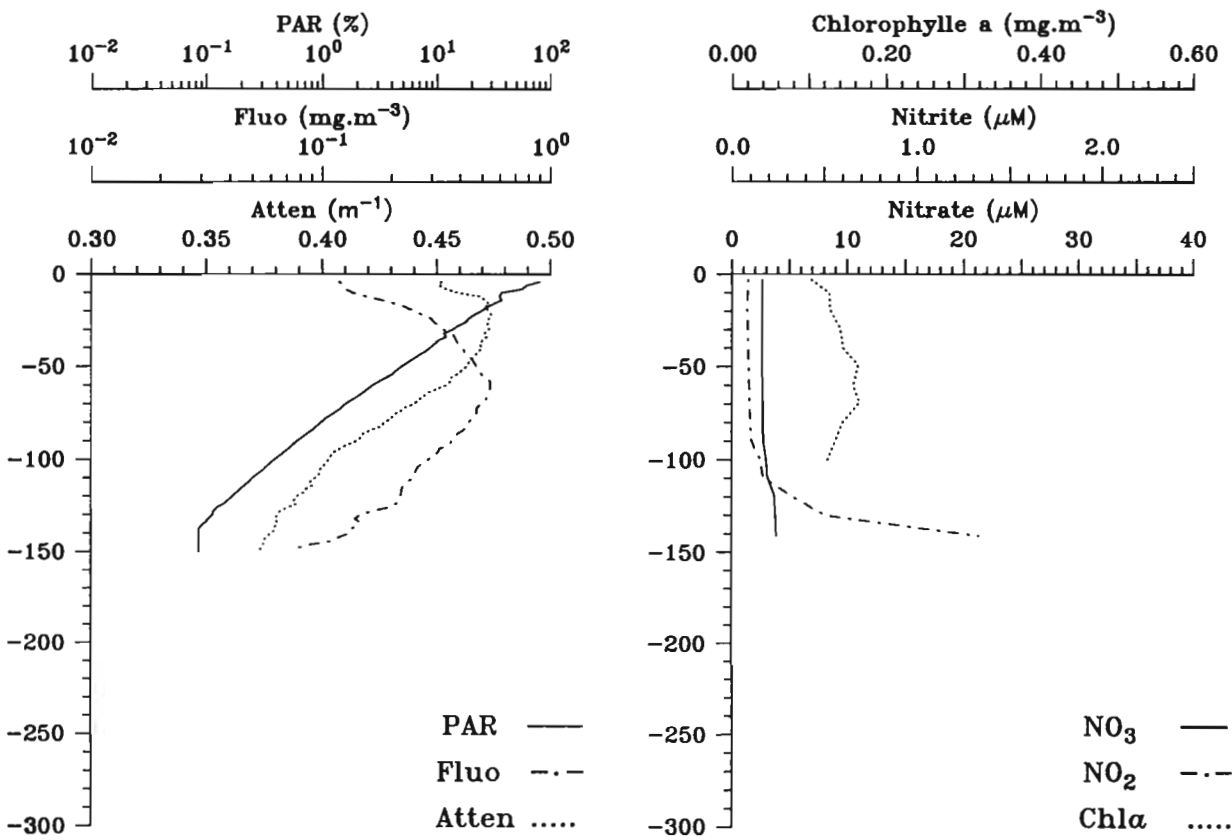 PAR (%)
10⁻² 10⁻¹ 10⁰ 10¹ 10²
Fluo (mg.m⁻³)
10⁻² 10⁻¹ 10⁰
Atten (m⁻¹)
0.30 0.35 0.40 0.45 0.50
0
−50
−100
−150
−200
−250
−300
PAR
Fluo
Atten
Chlorophylle a (mg.m⁻³)
0.00 0.20 0.40 0.60
Nitrite (μM)
0.0 1.0 2.0
Nitrate (μM)
0 10 20 30 40
0
−50
−100
−150
−200
−250
−300
NO₃
NO₂
Chla